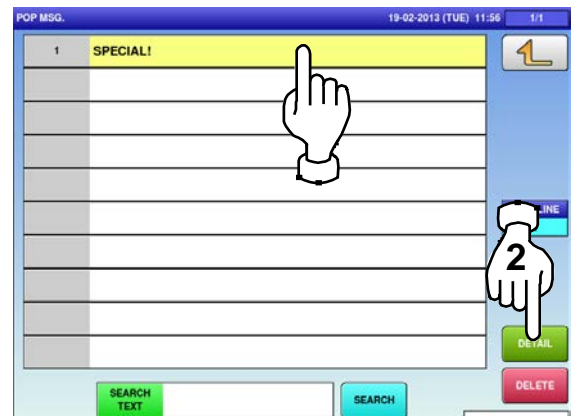 POP MSG. 19-02-2013 (TUE) 11:56 1/1
1 SPECIAL!
2
DETAIL
DELETE
SEARCH
TEXT
SEARCH